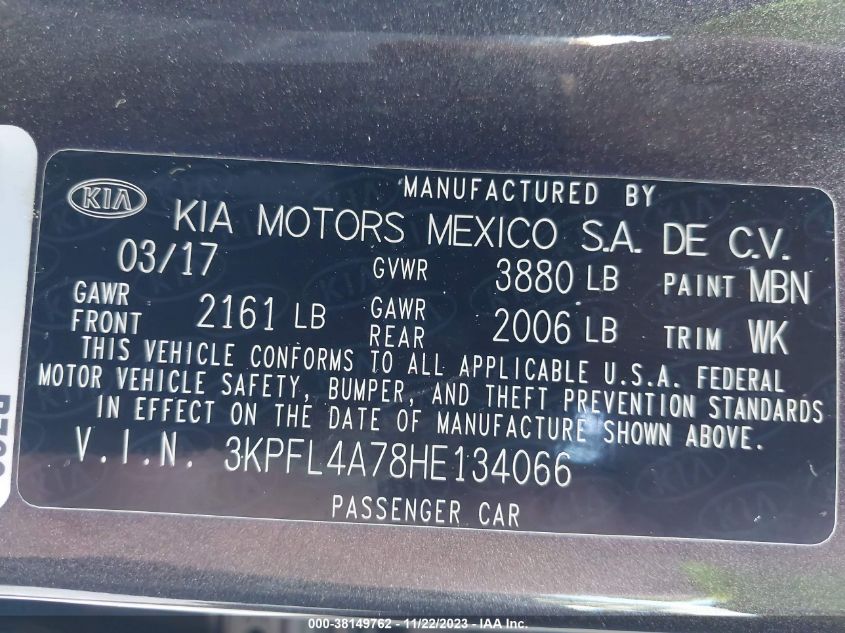 KIA
MANUFACTURED BY
KIA MOTORS MEXICO S.A. DE C.V.
03/17 GVWR 3880 LB PAINT MBN
GAWR FRONT 2161 LB GAWR REAR 2006 LB TRIM WK
THIS VEHICLE CONFORMS TO ALL APPLICABLE U.S.A. FEDERAL
MOTOR VEHICLE SAFETY, BUMPER, AND THEFT PREVENTION STANDARDS
IN EFFECT ON THE DATE OF MANUFACTURE SHOWN ABOVE.
V.I.N. 3KPFL4A78HE134066
PASSENGER CAR
000-38149762 - 11/22/2023 - IAA Inc.